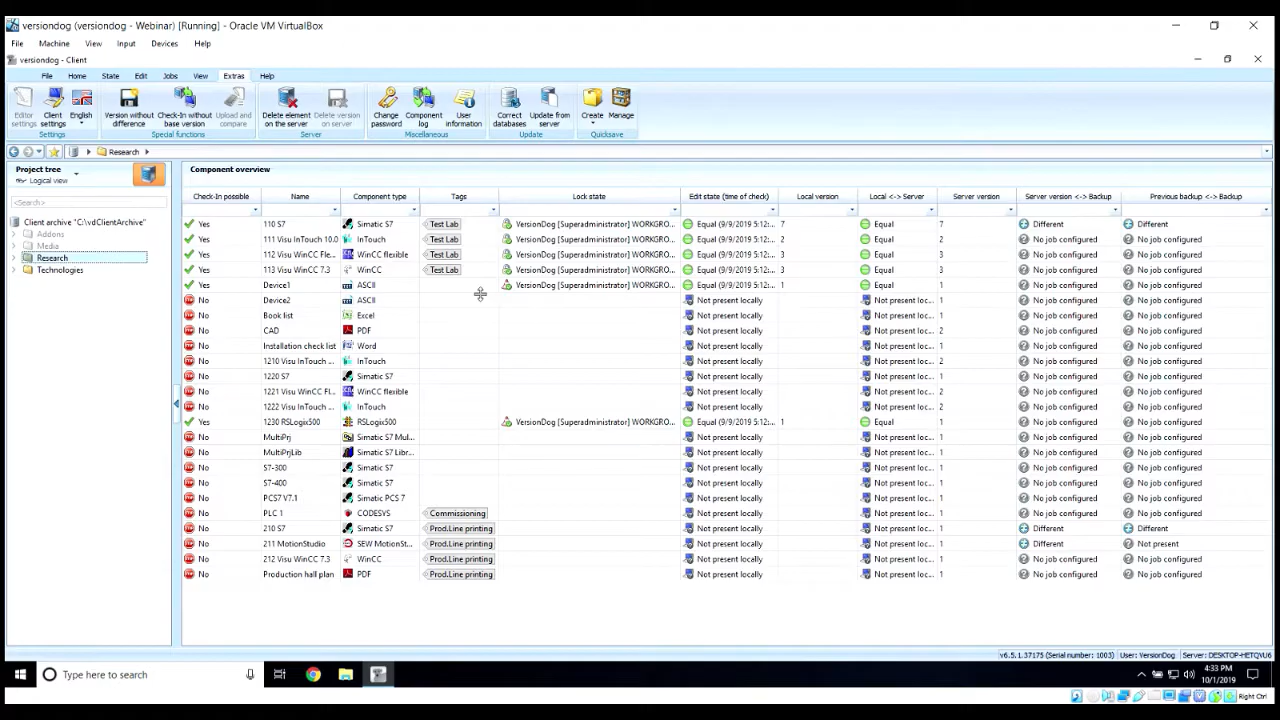 versiondog (versiondog - Webinar) [Running] - Oracle VM VirtualBox
File Machine View Input Devices Help
versiondog - Client
File Home State Edit Jobs View Extras Help
Editor settings Client settings English Version without difference Check-In without base version Upload and compare Delete element on the server Delete version on server Change password Component log User information Correct databases Update from server Create Manage
Settings Special functions Server Miscellaneous Update Quicksave
Research
Project tree
Logical view
<Search>
Client archive "C:\vdClientArchive"
Addons
Media
Research
Technologies
Component overview
Check-In possible Name Component type Tags Lock state Edit state (time of check) Local version Local <-> Server Server version Server version <-> Backup Previous backup <-> Backup
Yes 110 S7 Simatic S7 Test Lab VersionDog [Superadministrator] WORKGRO... Equal (9/9/2019 5:12:... 7 Equal 7 Different Different
Yes 111 Visu InTouch 10.0 InTouch Test Lab VersionDog [Superadministrator] WORKGRO... Equal (9/9/2019 5:12:... 2 Equal 2 No job configured No job configured
Yes 112 Visu WinCC Fle... WinCC flexible Test Lab VersionDog [Superadministrator] WORKGRO... Equal (9/9/2019 5:12:... 3 Equal 3 No job configured No job configured
Yes 113 Visu WinCC 7.3 WinCC Test Lab VersionDog [Superadministrator] WORKGRO... Equal (9/9/2019 5:12:... 3 Equal 3 No job configured No job configured
Yes Device1 ASCII VersionDog [Superadministrator] WORKGRO... Equal (9/9/2019 5:12:... 1 Equal 1 No job configured No job configured
No Device2 ASCII Not present locally Not present loc... 1 No job configured No job configured
No Book list Excel Not present locally Not present loc... 1 No job configured No job configured
No CAD PDF Not present locally Not present loc... 2 No job configured No job configured
No Installation check list Word Not present locally Not present loc... 1 No job configured No job configured
No 1210 Visu InTouch ... InTouch Not present locally Not present loc... 2 No job configured No job configured
No 1220 S7 Simatic S7 Not present locally Not present loc... 1 No job configured No job configured
No 1221 Visu WinCC Fl... WinCC flexible Not present locally Not present loc... 2 No job configured No job configured
No 1222 Visu InTouch ... InTouch Not present locally Not present loc... 2 No job configured No job configured
Yes 1230 RSLogix500 RSLogix500 VersionDog [Superadministrator] WORKGRO... Equal (9/9/2019 5:12:... 1 Equal 1 No job configured No job configured
No MultiPrj Simatic S7 Mul... Not present locally Not present loc... 1 No job configured No job configured
No MultiPrjLib Simatic S7 Libr... Not present locally Not present loc... 1 No job configured No job configured
No S7-300 Simatic S7 Not present locally Not present loc... 1 No job configured No job configured
No S7-400 Simatic S7 Not present locally Not present loc... 1 No job configured No job configured
No PCS7 V7.1 Simatic PCS 7 Not present locally Not present loc... 1 No job configured No job configured
No PLC 1 CODESYS Commissioning Not present locally Not present loc... 1 No job configured No job configured
No 210 S7 Simatic S7 Prod.Line printing Not present locally Not present loc... 1 Different Different
No 211 MotionStudio SEW MotionSt... Prod.Line printing Not present locally Not present loc... 1 Different Not present
No 212 Visu WinCC 7.3 WinCC Prod.Line printing Not present locally Not present loc... 1 No job configured No job configured
No Production hall plan PDF Prod.Line printing Not present locally Not present loc... 1 No job configured No job configured
v6.5.1.37175 (Serial number: 1003) User: VersionDog Server: DESKTOP-HETQVU6
Type here to search
4:33 PM
10/1/2019
Right Ctrl